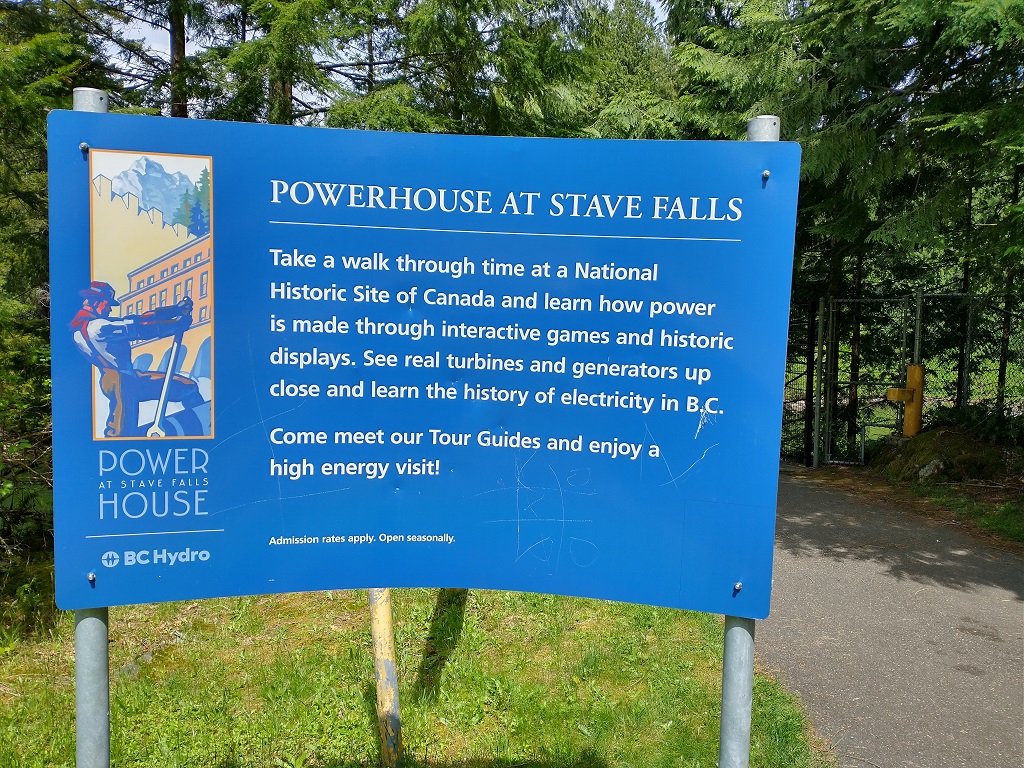 POWERHOUSE AT STAVE FALLS
Take a walk through time at a National
Historic Site of Canada and learn how power
is made through interactive games and historic
displays. See real turbines and generators up
close and learn the history of electricity in B.C.
Come meet our Tour Guides and enjoy a
high energy visit!
Admission rates apply. Open seasonally.
POWER
AT STAVE FALLS
HOUSE
BC Hydro